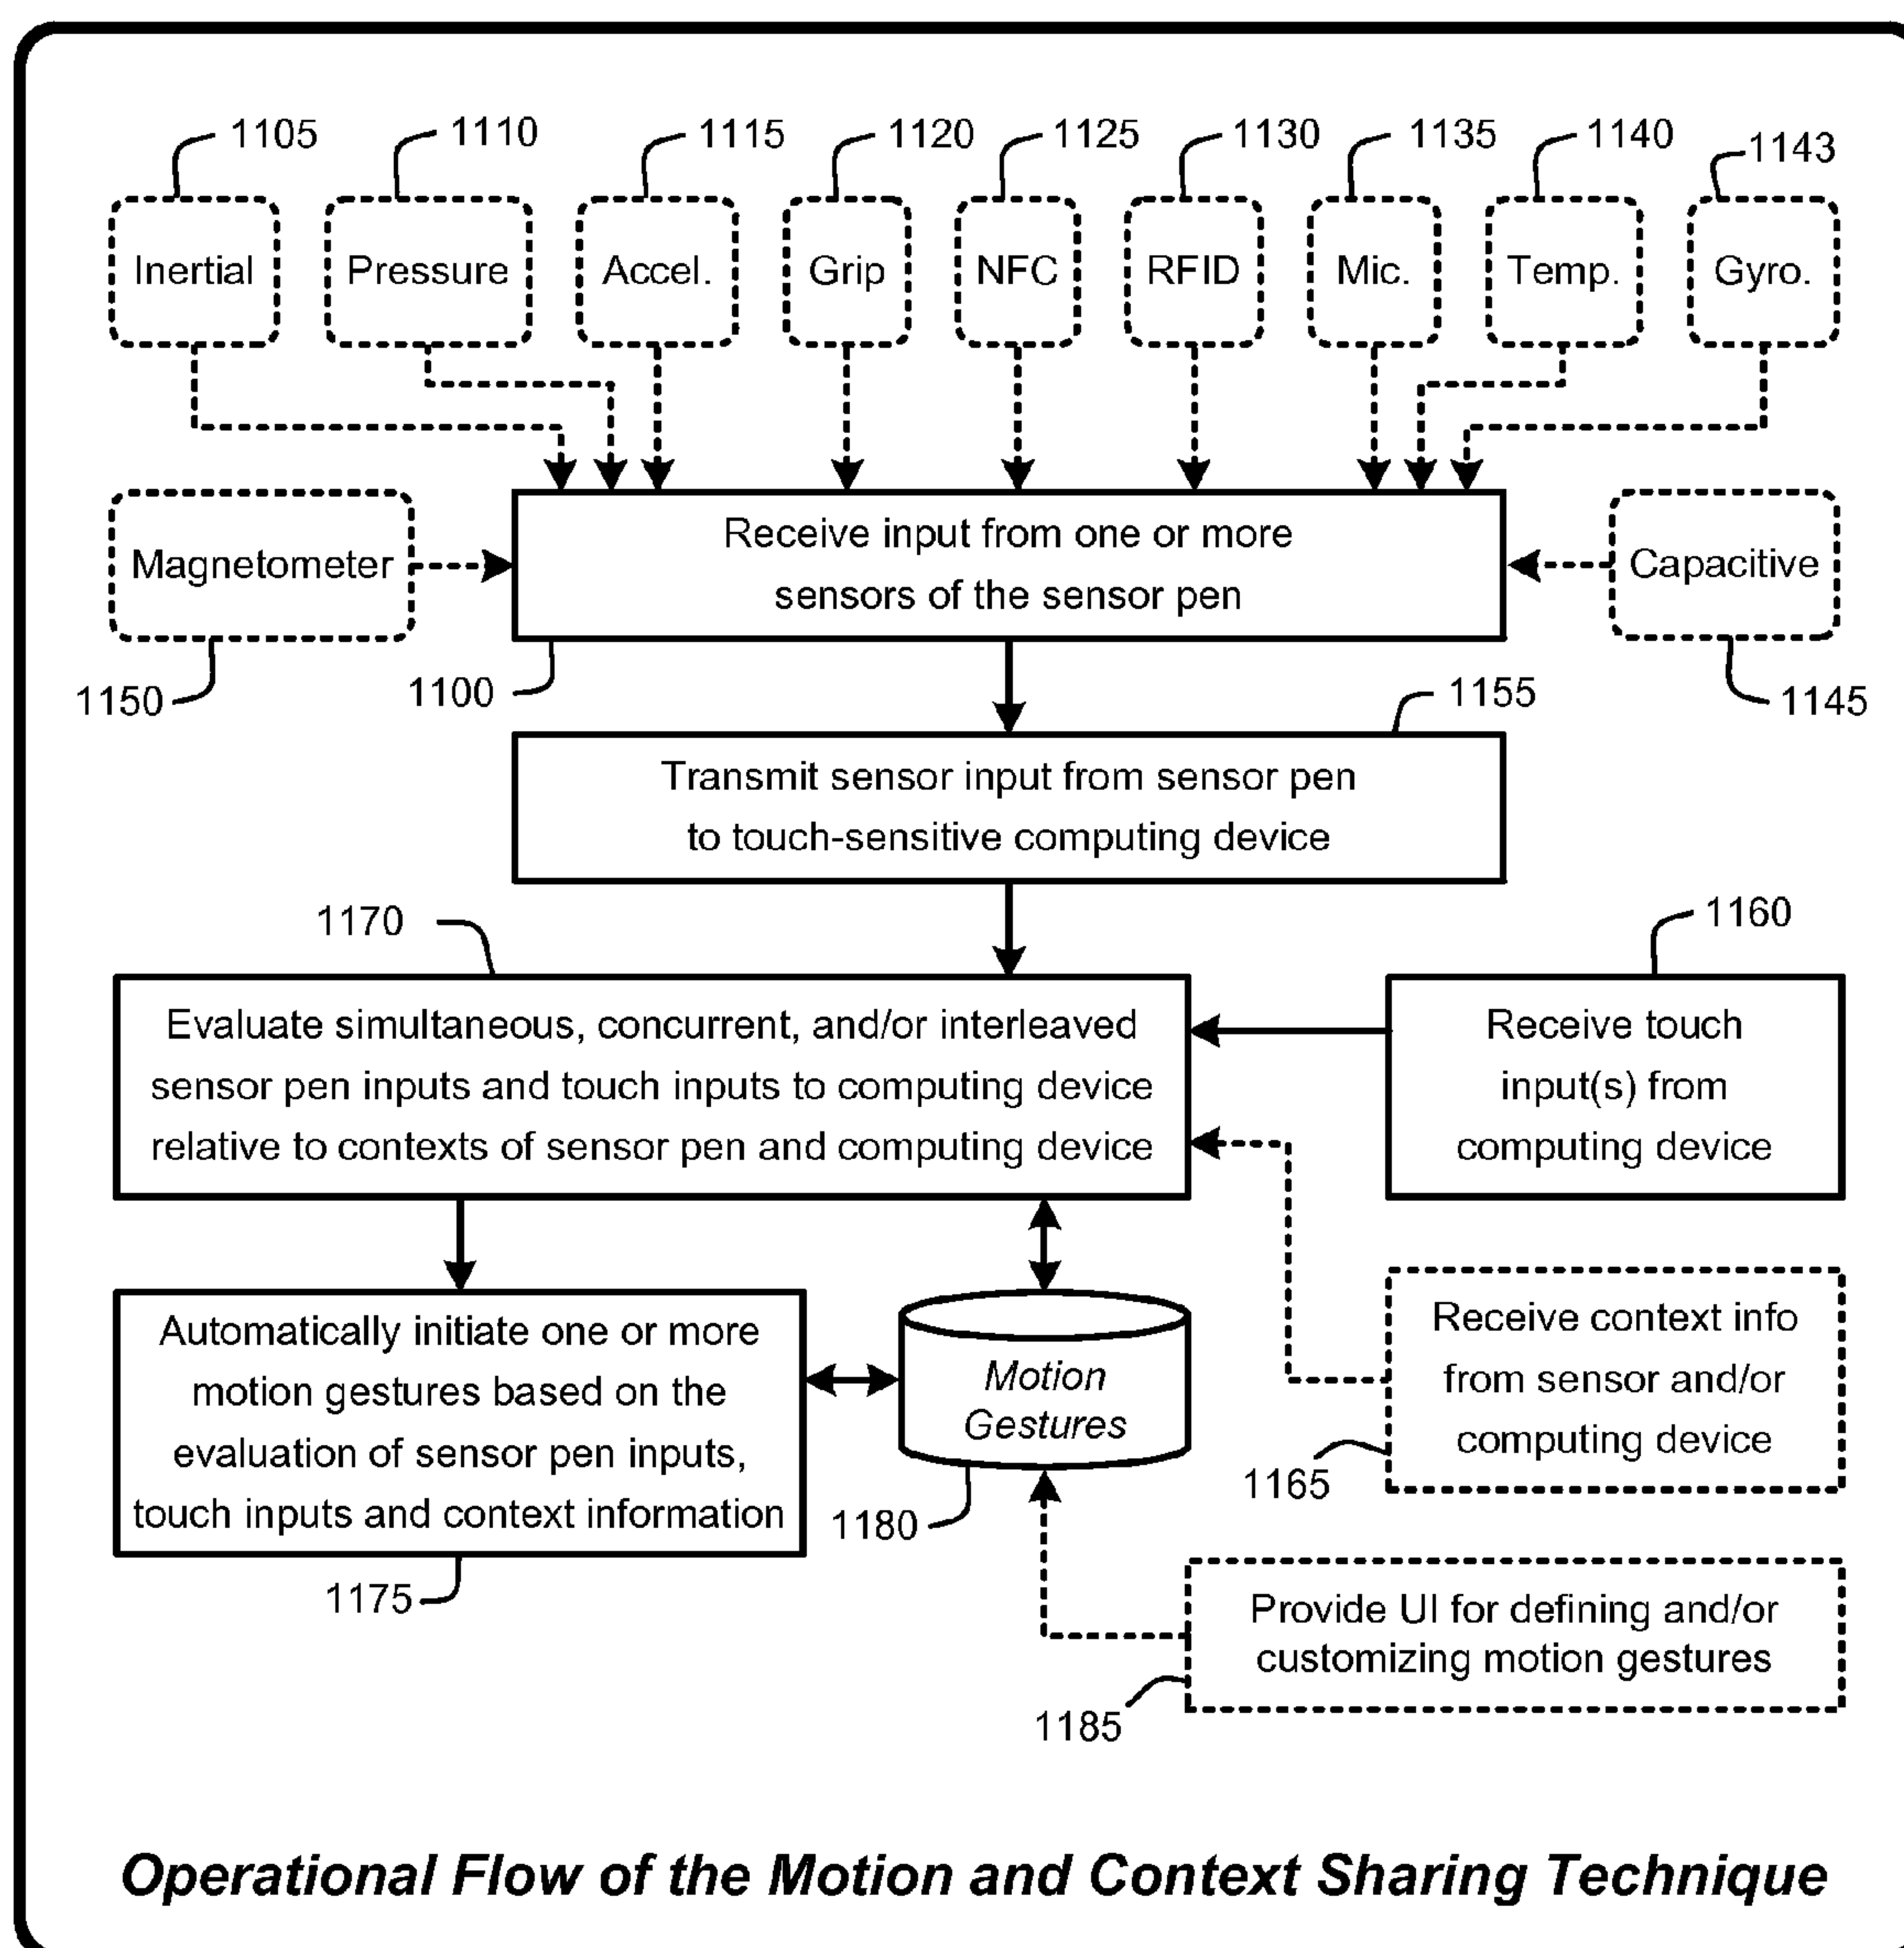 1105
1110
1115
1120
1125
1130
1135
1140
1143
Inertial
Pressure
Accel.
Grip
NFC
RFID
Mic.
Temp.
Gyro.
Magnetometer
Receive input from one or more
sensors of the sensor pen
Capacitive
1150
1100
1155
1145
Transmit sensor input from sensor pen
to touch-sensitive computing device
1170
1160
Evaluate simultaneous, concurrent, and/or interleaved
sensor pen inputs and touch inputs to computing device
relative to contexts of sensor pen and computing device
Receive touch
input(s) from
computing device
Automatically initiate one or more
motion gestures based on the
evaluation of sensor pen inputs,
touch inputs and context information
Motion
Gestures
Receive context info
from sensor and/or
computing device
1165
1180
1175
Provide UI for defining and/or
customizing motion gestures
1185
Operational Flow of the Motion and Context Sharing Technique